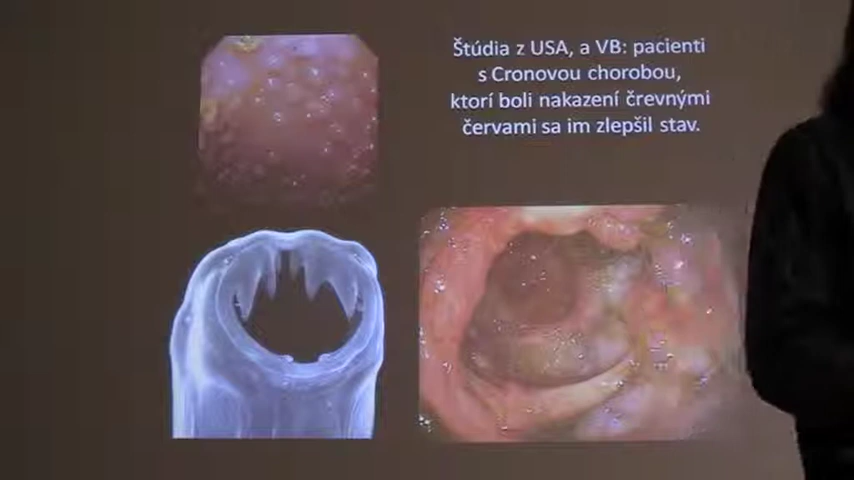 Štúdia z USA, a VB: pacienti
s Cronovou chorobou,
ktorí boli nakazení črevnými
červami sa im zlepšil stav.